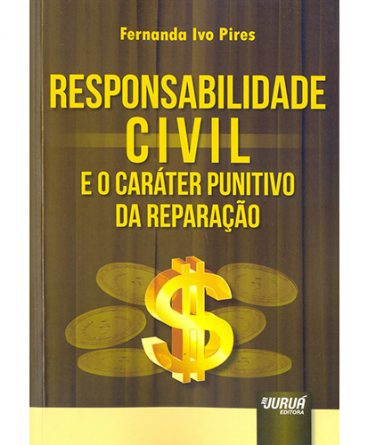 Fernanda Ivo Pires
RESPONSABILIDADE
CIVIL
E O CARÁTER PUNITIVO
DA REPARAÇÃO
$
JURUÁ
EDITORA